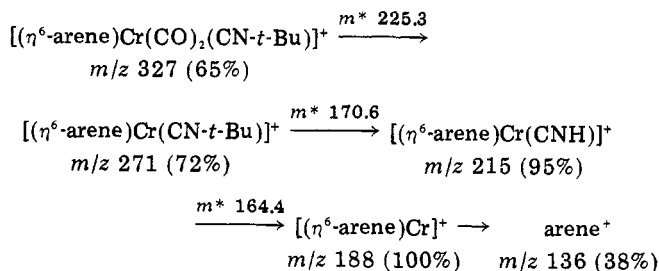 m* 225.3
[(η⁶-arene)Cr(CO)₂(CN-t-Bu)]⁺ ⟶
m/z 327 (65%)
m* 170.6
[(η⁶-arene)Cr(CN-t-Bu)]⁺ ⟶ [(η⁶-arene)Cr(CNH)]⁺
m/z 271 (72%) m/z 215 (95%)
m* 164.4
⟶ [(η⁶-arene)Cr]⁺ ⟶ arene⁺
m/z 188 (100%) m/z 136 (38%)